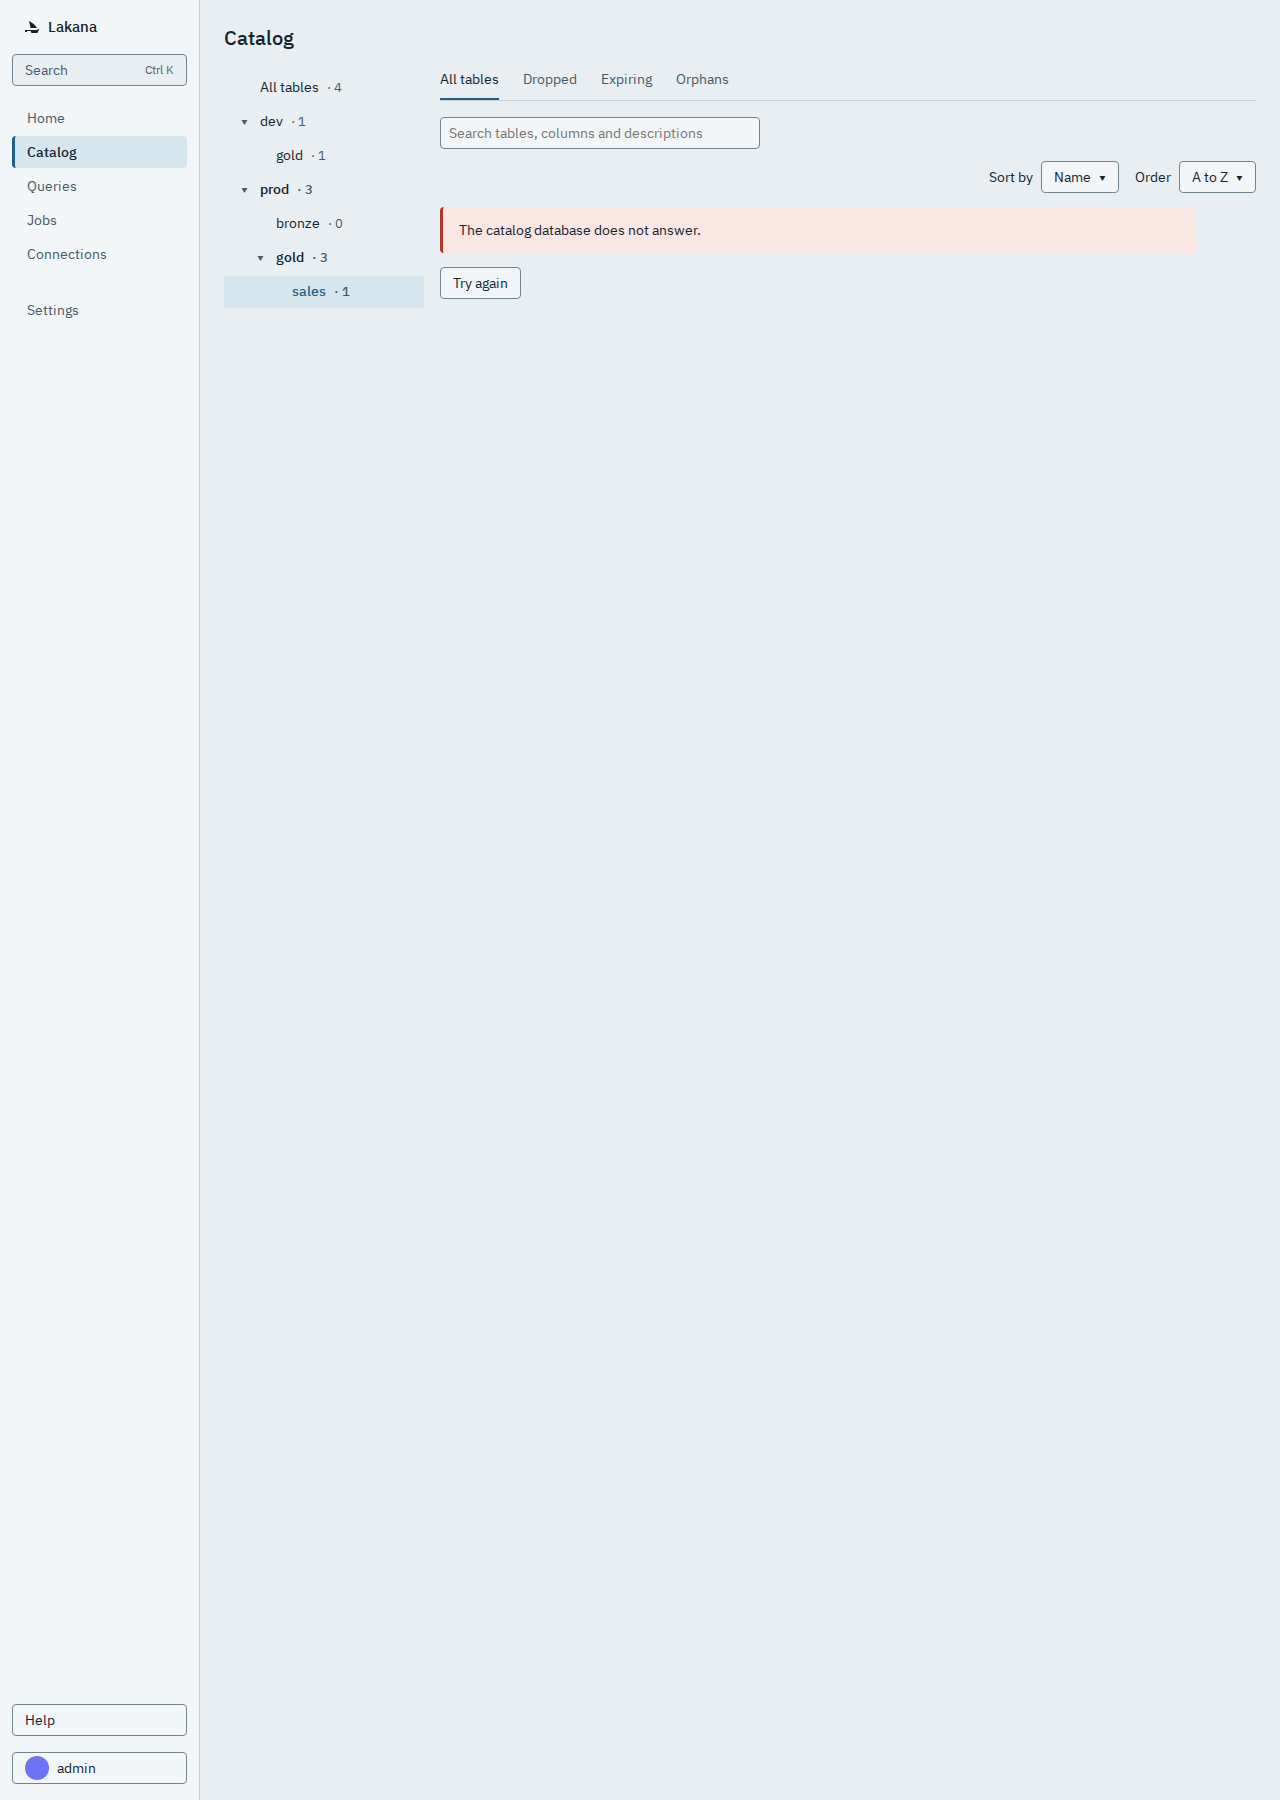 Lakana
Search Ctrl K
Home
Catalog
Queries
Jobs
Connections
Settings
Help
admin
Catalog
All tables · 4
dev · 1
gold · 1
prod · 3
bronze · 0
gold · 3
sales · 1
All tables Dropped Expiring Orphans
Search tables, columns and descriptions
Sort by Name Order A to Z
The catalog database does not answer.
Try again